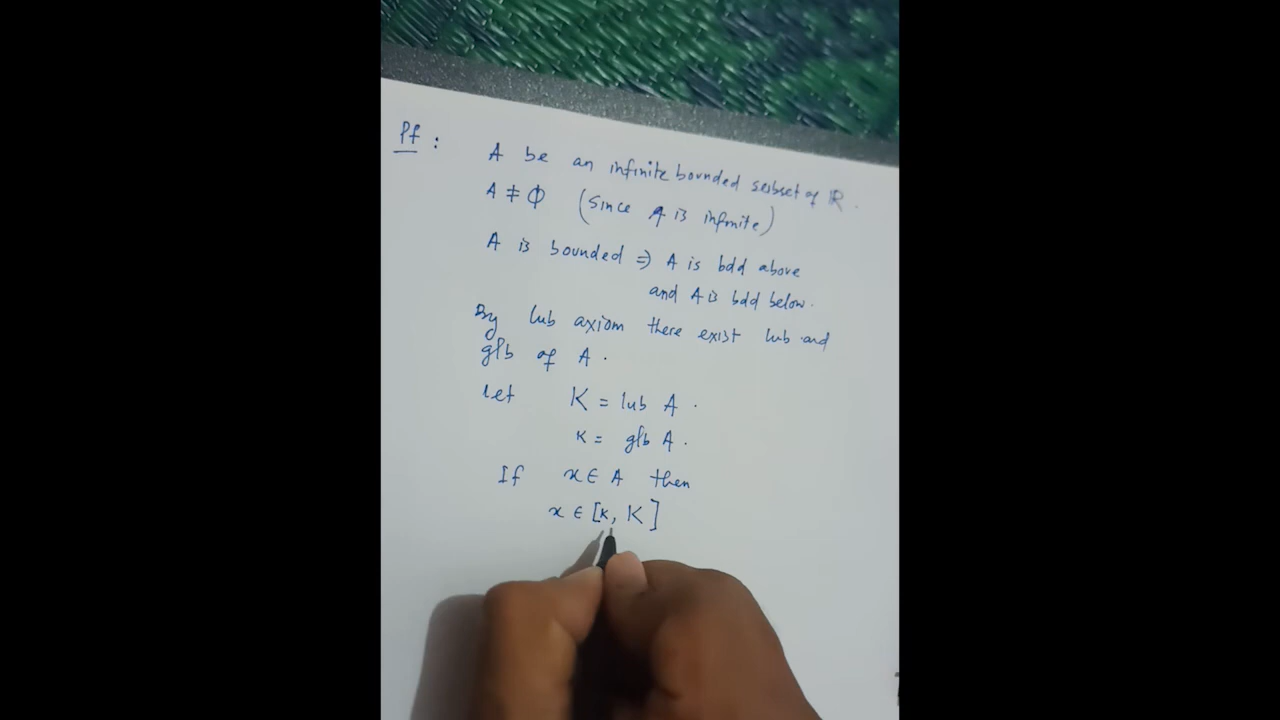 Pf : A be an infinite bounded subset of ℝ.
A ≠ ϕ (since A is infinite)
A is bounded ⇒ A is bdd above
and A is bdd below.
By lub axiom there exist lub and
glb of A.
Let K = lub A.
k = glb A.
If x ∈ A then
x ∈ [k, K]